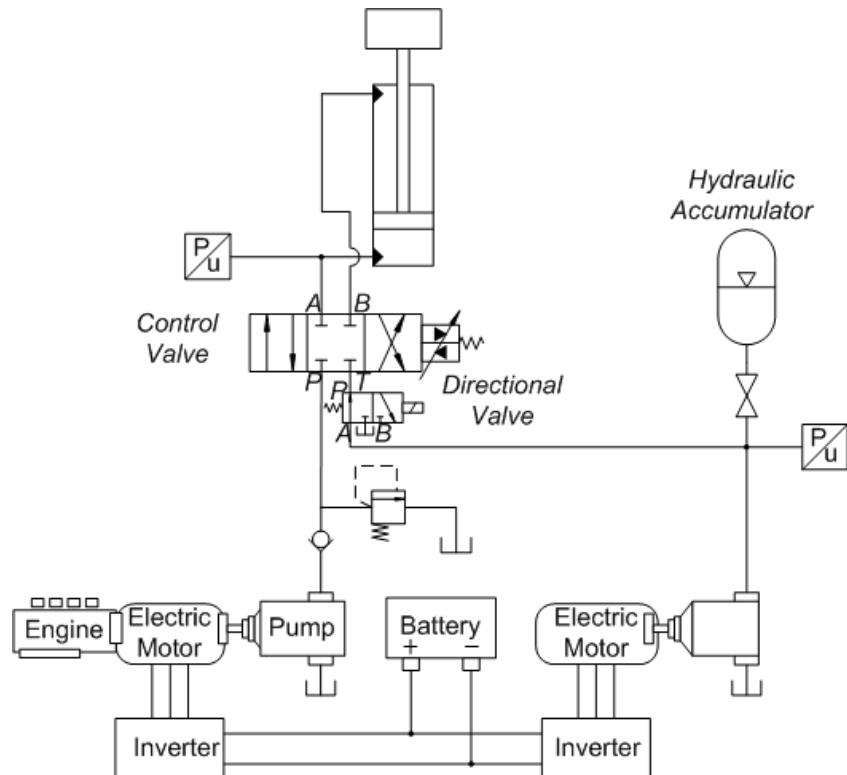 Hydraulic
Accumulator
P
u
A
B
Control
Valve
P
T
R
Directional
Valve
A
B
P
u
Engine
Electric
Motor
Pump
Battery
+ −
Electric
Motor
Inverter
Inverter